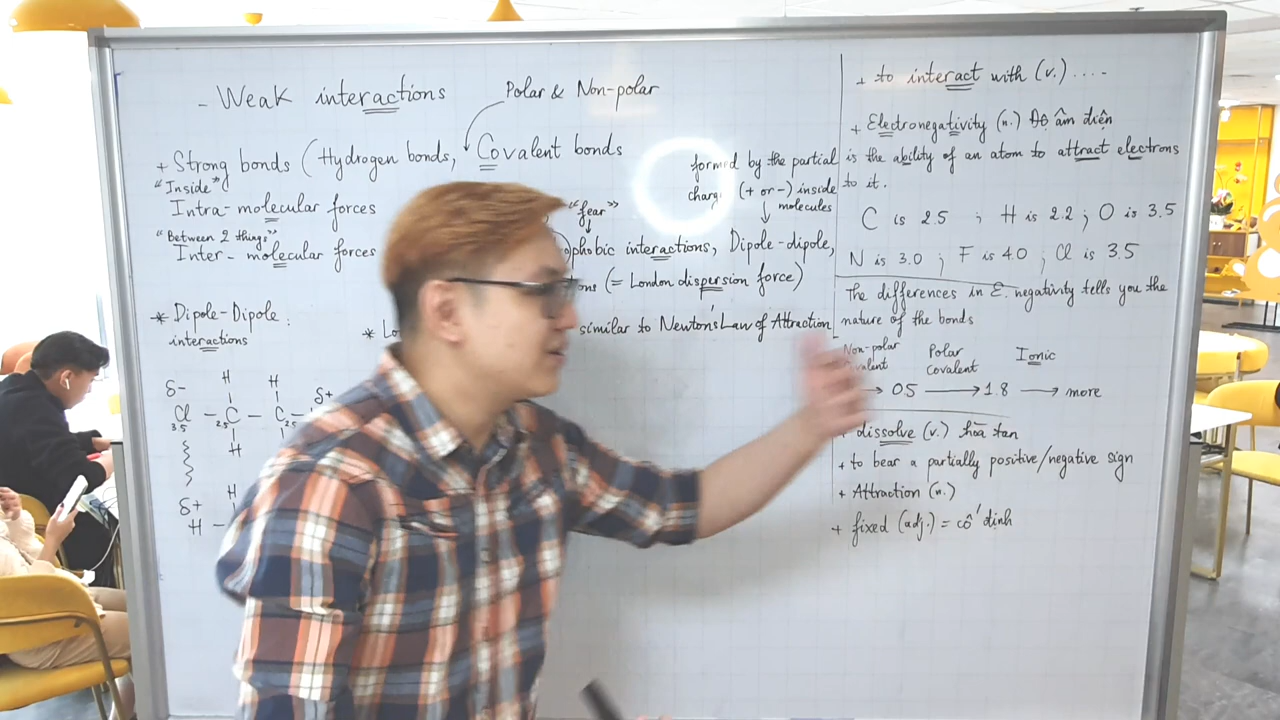 - Weak interactions
Polar & Non-polar
+ Strong bonds (Hydrogen bonds, Covalent bonds
"Inside"
Intra-molecular forces
"Between 2 things"
Inter-molecular forces
formed by the partial
(+ or -) inside
molecules
"fear"
interactions, Dipole-dipole,
(= London dispersion force)
* Dipole-Dipole:
interactions
*
similar to Newton's Law of Attraction
δ-
H H
δ+
Cl - C - C -
3.5 2.5
H
δ+ H
H -
+ to interact with (v.) ....
+ Electronegativity (n.) Độ âm điện
is the ability of an atom to attract electrons
to it.
C is 2.5 ; H is 2.2 ; O is 3.5
N is 3.0 ; F is 4.0 ; Cl is 3.5
The differences in E. negativity tells you the
nature of the bonds
Non-polar
Polar
Covalent
Ionic
→ 0.5 → 1.8 → more
dissolve (v.) hòa tan
+ to bear a partially positive/negative sign
+ Attraction (n.)
+ fixed (adj.) = cố định